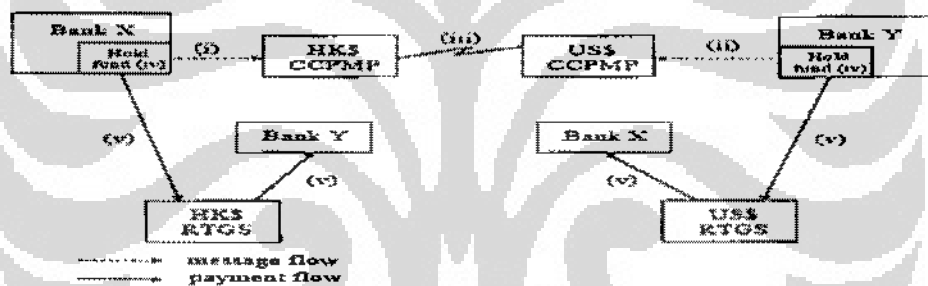 Bank X
Hold
fund (iv)
(i)
HK$
CCPMP
(iii)
US$
CCPMP
(ii)
Bank Y
Hold
fund (iv)
(v)
Bank Y
(v)
HK$
RTGS
Bank X
(v)
(v)
US$
RTGS
message flow
payment flow